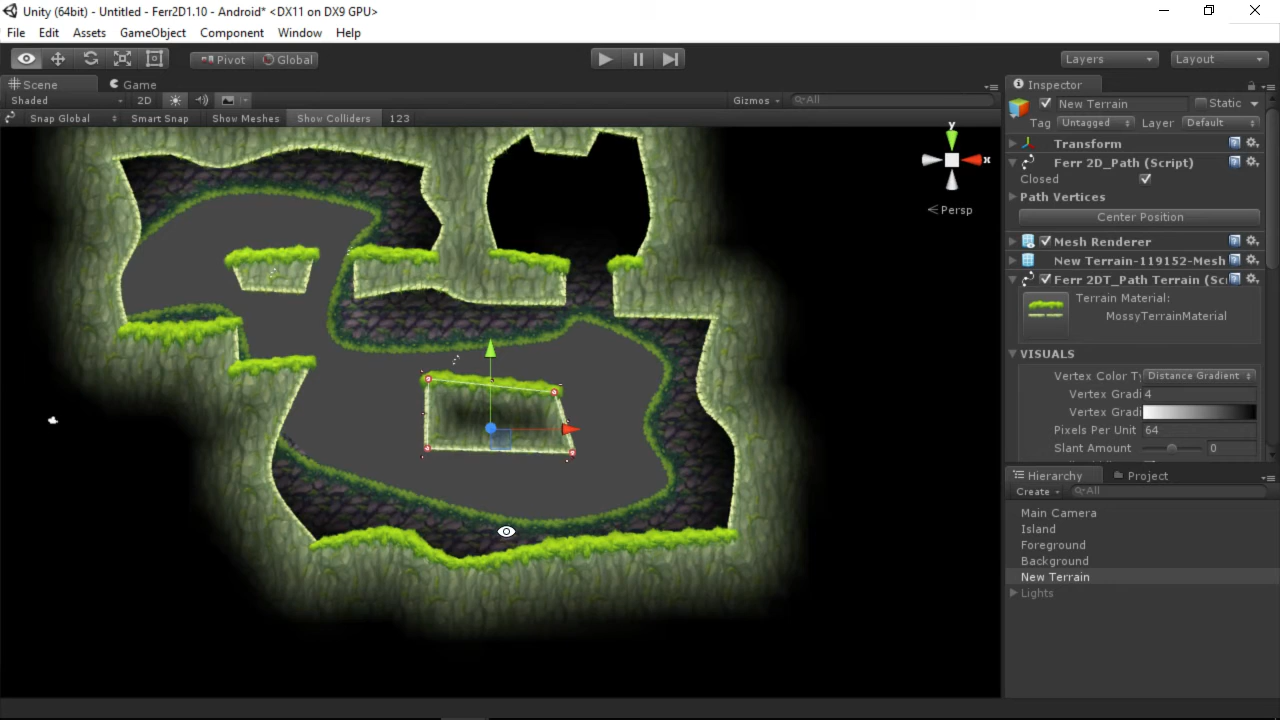 Unity (64bit) - Untitled - Ferr2D1.10 - Android* <DX11 on DX9 GPU>
File Edit Assets GameObject Component Window Help
Pivot Global Layers Layout
Scene Game Inspector
Shaded 2D Gizmos All
New Terrain Static
Snap Global Smart Snap Show Meshes Show Colliders 123
Tag Untagged Layer Default
y
Transform
x
Ferr 2D_Path (Script)
Closed
Path Vertices
Persp
Center Position
Mesh Renderer
New Terrain-119152-Mesh
Ferr 2DT_Path Terrain (Sc
Terrain Material:
MossyTerrainMaterial
VISUALS
Vertex Color Ty Distance Gradient
Vertex Gradi 4
Vertex Gradi
Pixels Per Unit 64
Slant Amount 0
Hierarchy Project
Create All
Main Camera
Island
Foreground
Background
New Terrain
Lights